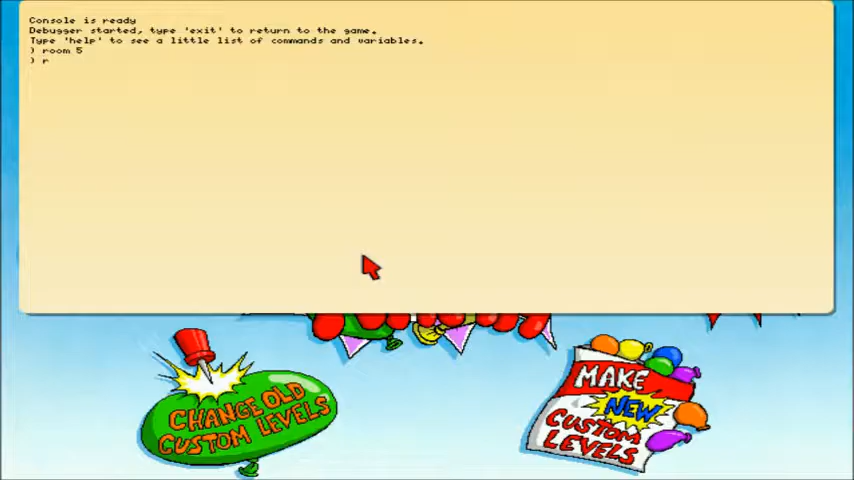 Console is ready
Debugger started, type 'exit' to return to the game.
Type 'help' to see a little list of commands and variables.
) room 5
) r
CHANGE OLD
CUSTOM LEVELS
MAKE
NEW
CUSTOM
LEVELS